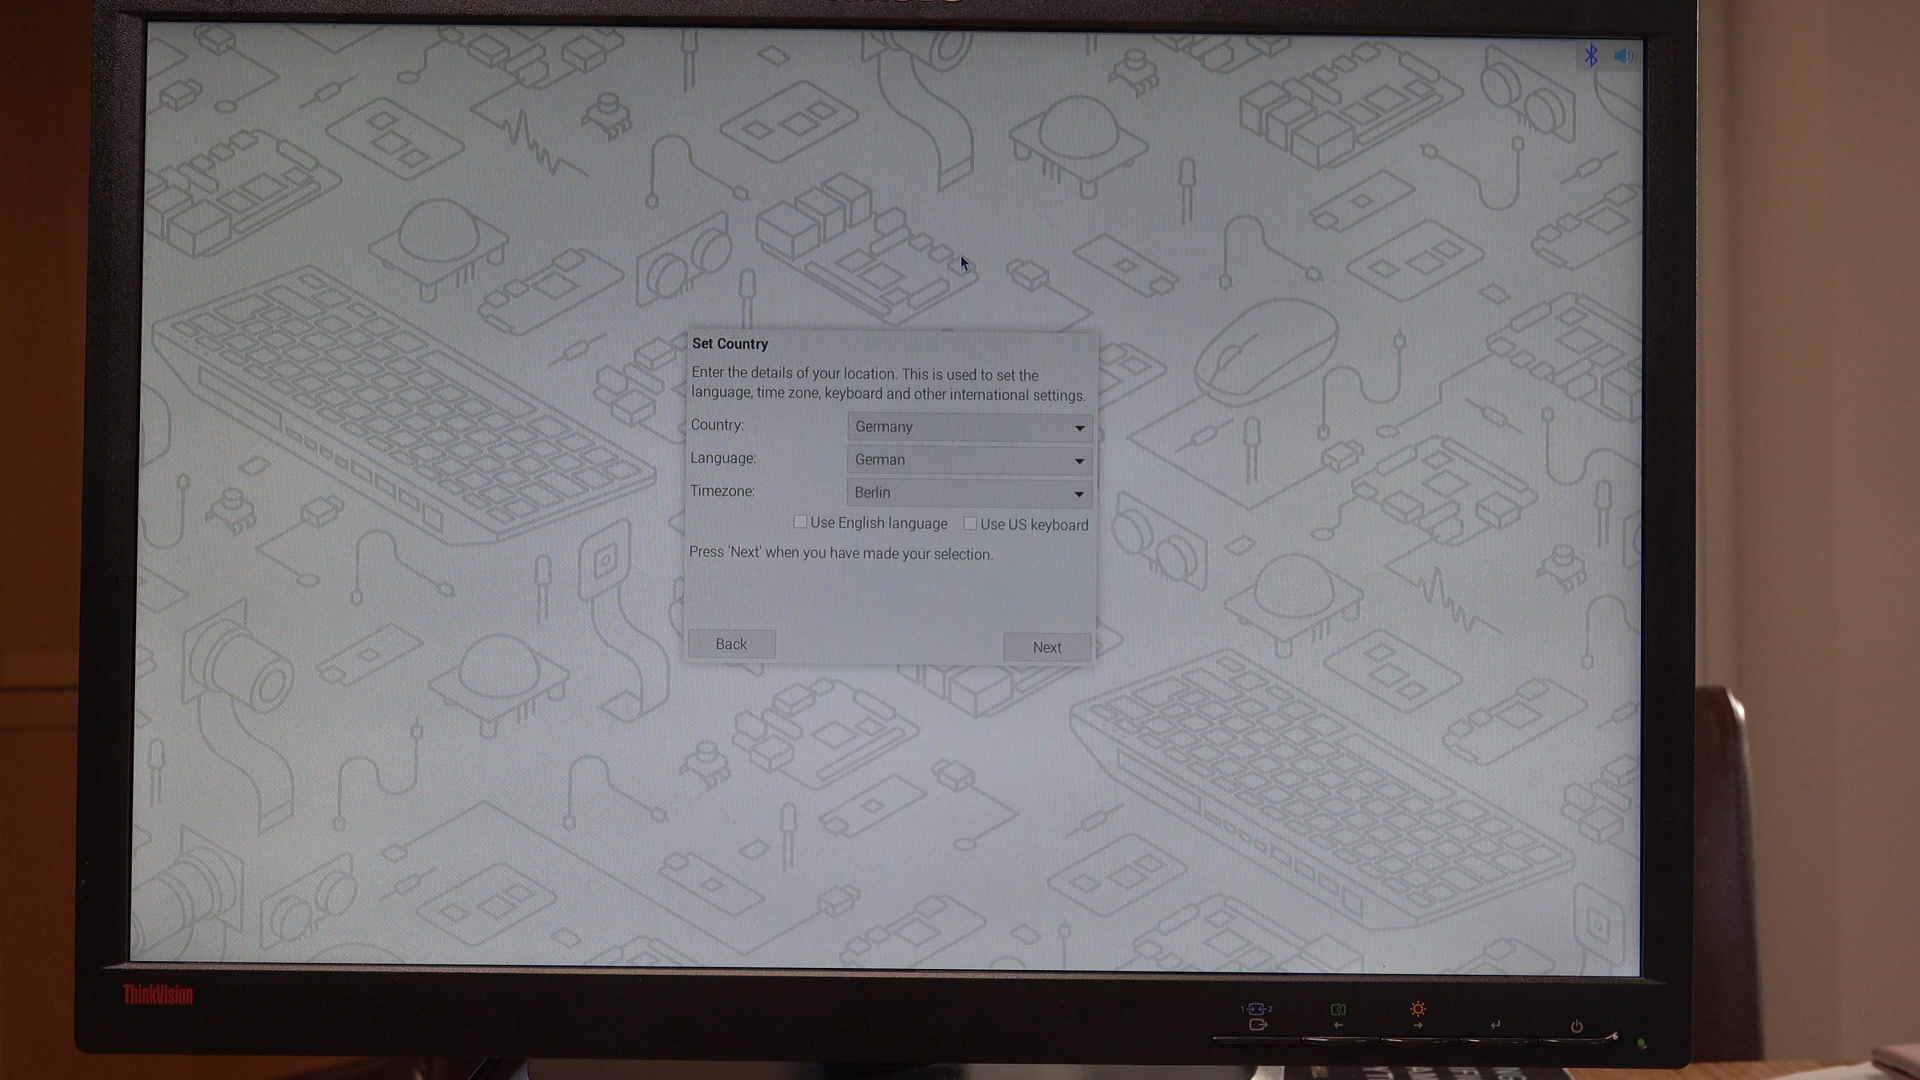 Set Country
Enter the details of your location. This is used to set the
language, time zone, keyboard and other international settings.
Country:
Germany
Language:
German
Timezone:
Berlin
Use English language
Use US keyboard
Press 'Next' when you have made your selection.
Back
Next
ThinkVision